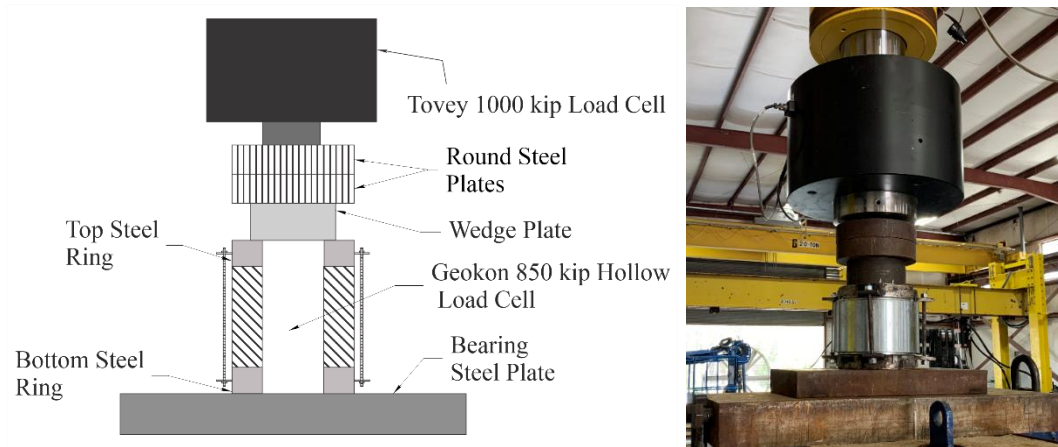 Tovey 1000 kip Load Cell
Round Steel
Plates
Wedge Plate
Top Steel
Ring
Geokon 850 kip Hollow
Load Cell
Bottom Steel
Ring
Bearing
Steel Plate